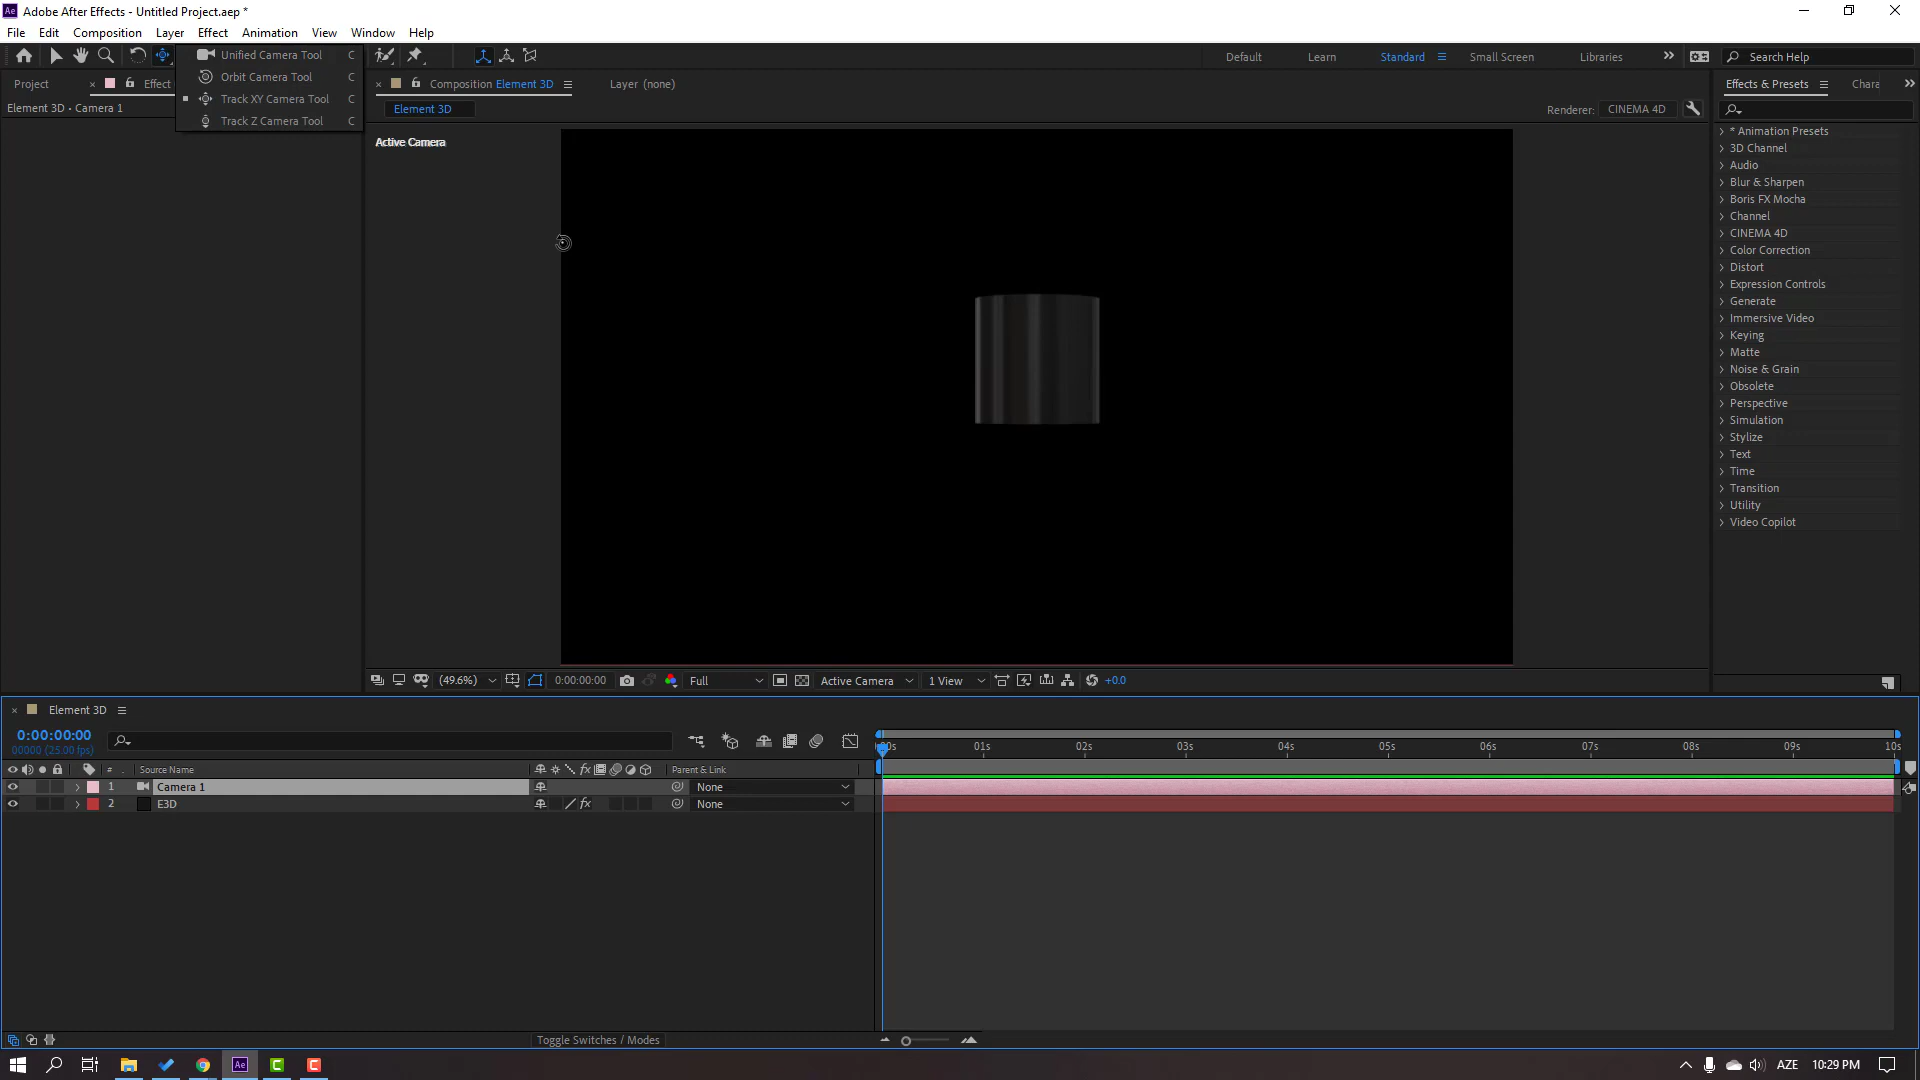 Adobe After Effects - Untitled Project.aep *
File Edit Composition Layer Effect Animation View Window Help
Unified Camera Tool C
Orbit Camera Tool C
Track XY Camera Tool C
Track Z Camera Tool C
Default Learn Standard Small Screen Libraries
Search Help
Project Effect
Element 3D • Camera 1
Composition Element 3D
Layer (none)
Element 3D
Renderer: CINEMA 4D
Active Camera
Effects & Presets Chara
* Animation Presets
3D Channel
Audio
Blur & Sharpen
Boris FX Mocha
Channel
CINEMA 4D
Color Correction
Distort
Expression Controls
Generate
Immersive Video
Keying
Matte
Noise & Grain
Obsolete
Perspective
Simulation
Stylize
Text
Time
Transition
Utility
Video Copilot
(49.6%) 0:00:00:00 Full Active Camera 1 View +0.0
Element 3D
0:00:00:00
00000 (25.00 fps)
# Source Name fx Parent & Link
1 Camera 1 None
2 E3D fx None
01s 02s 03s 04s 05s 06s 07s 08s 09s 10s
Toggle Switches / Modes
AZE 10:29 PM